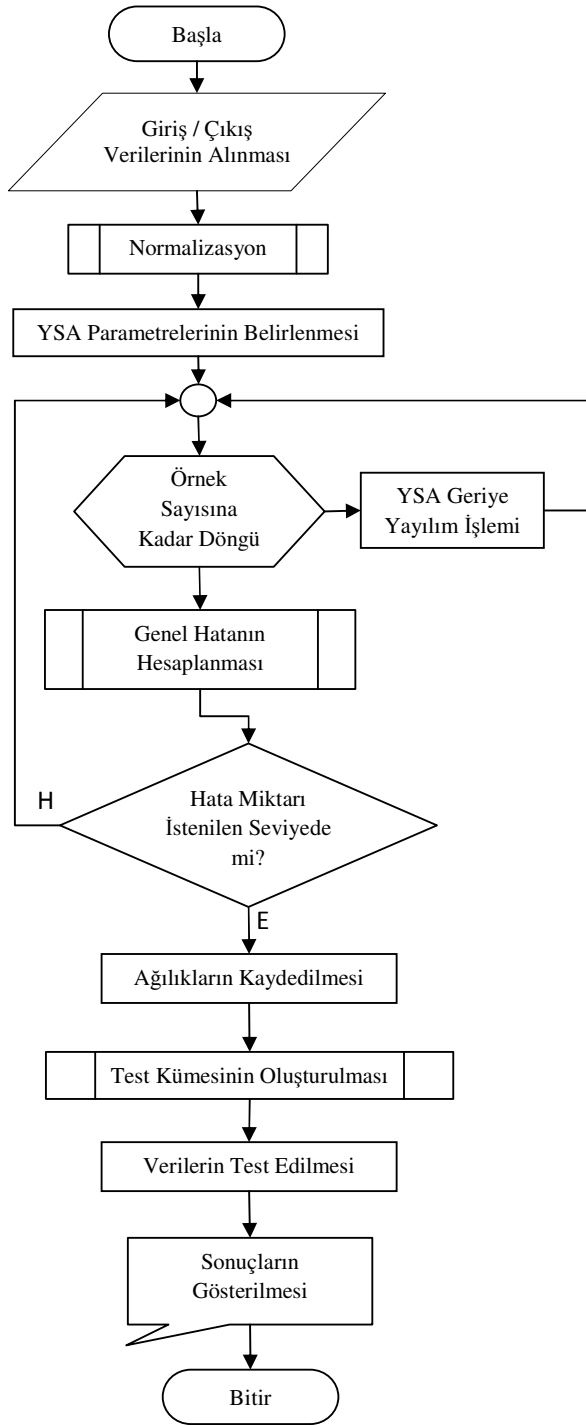 Başla
Giriş / Çıkış
Verilerinin Alınması
Normalizasyon
YSA Parametrelerinin Belirlenmesi
Örnek
Sayısına
Kadar Döngü
YSA Geriye
Yayılım İşlemi
Genel Hatanın
Hesaplanması
H
Hata Miktarı
İstenilen Seviyede
mi?
E
Ağılıkların Kaydedilmesi
Test Kümesinin Oluşturulması
Verilerin Test Edilmesi
Sonuçların
Gösterilmesi
Bitir